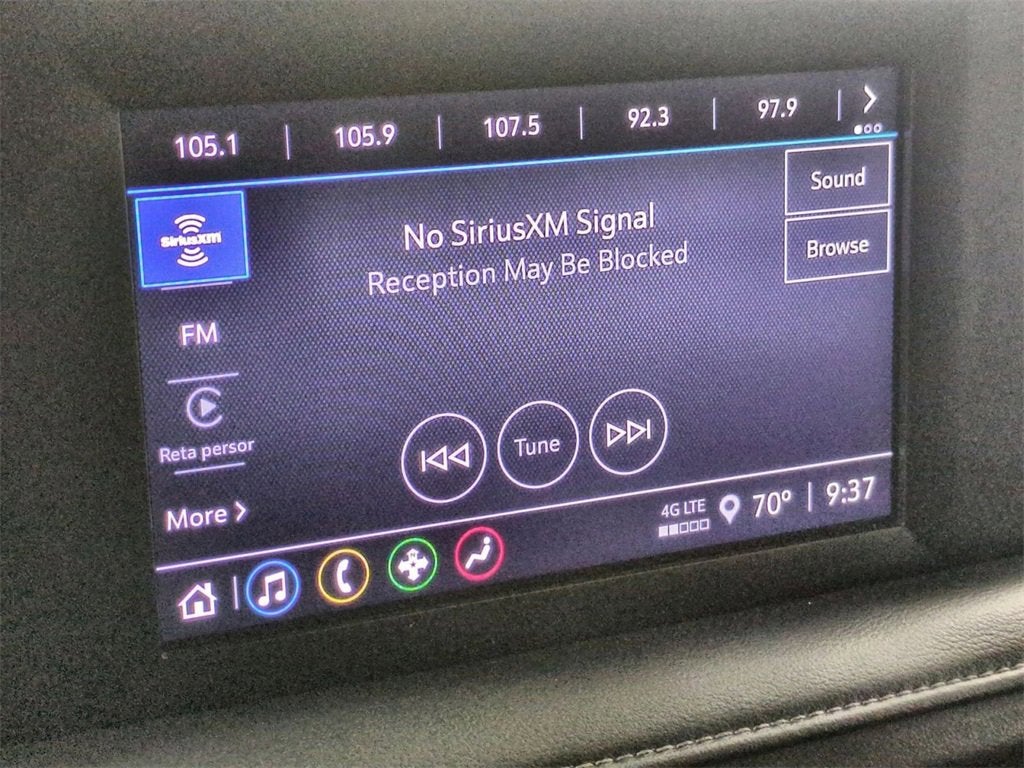 105.1 105.9 107.5 92.3 97.9
SiriusXM
No SiriusXM Signal
Reception May Be Blocked
Sound
Browse
FM
Reta persor
More
Tune
4G LTE
70° 9:37